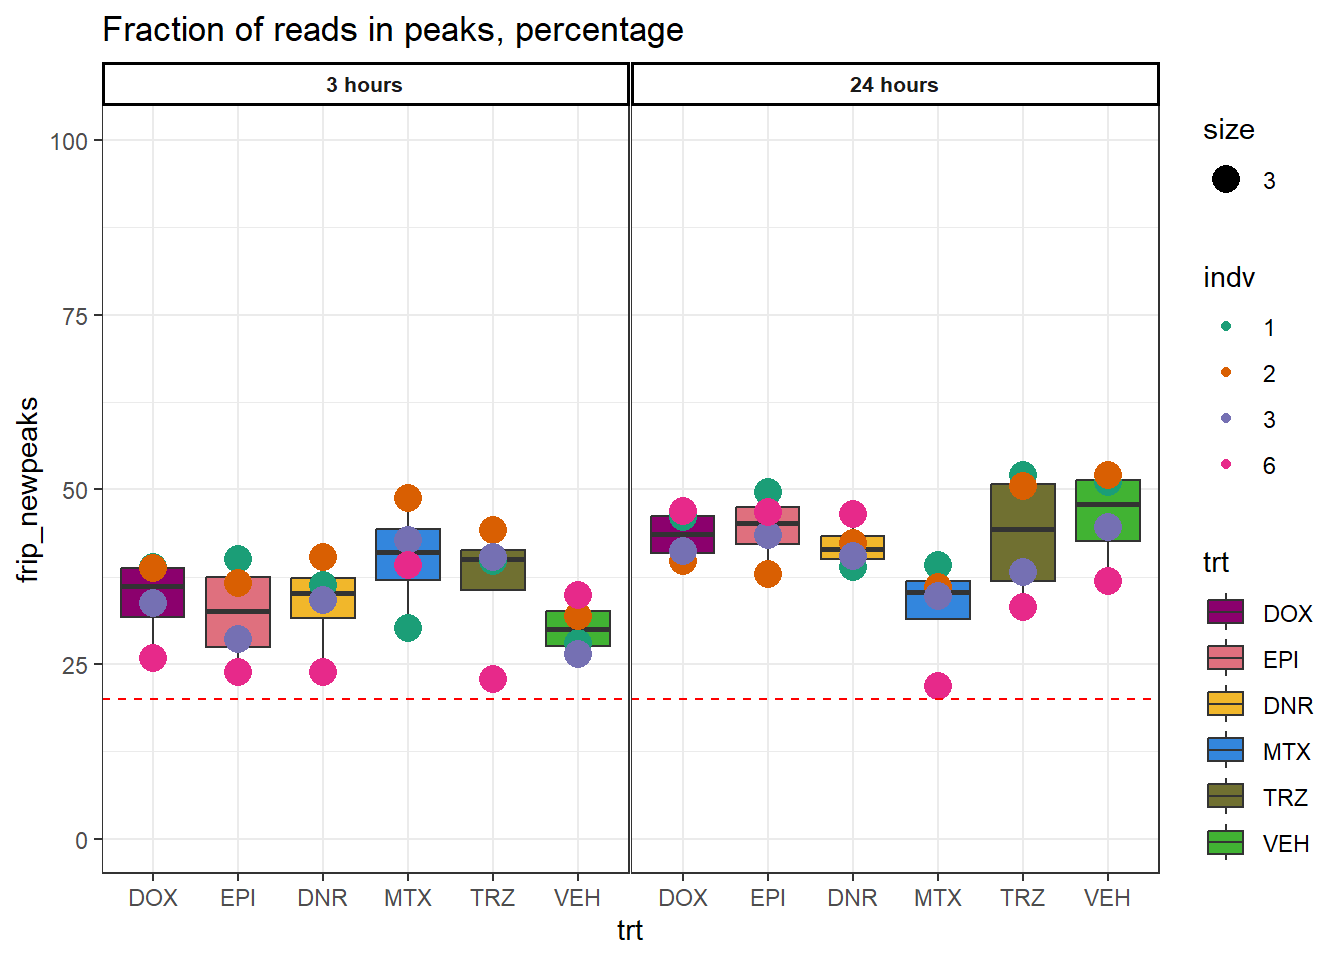 Fraction of reads in peaks, percentage
3 hours
24 hours
frip_newpeaks
100
75
50
25
0
DOX EPI DNR MTX TRZ VEH
DOX EPI DNR MTX TRZ VEH
trt
size
3
indv
1
2
3
6
trt
DOX
EPI
DNR
MTX
TRZ
VEH